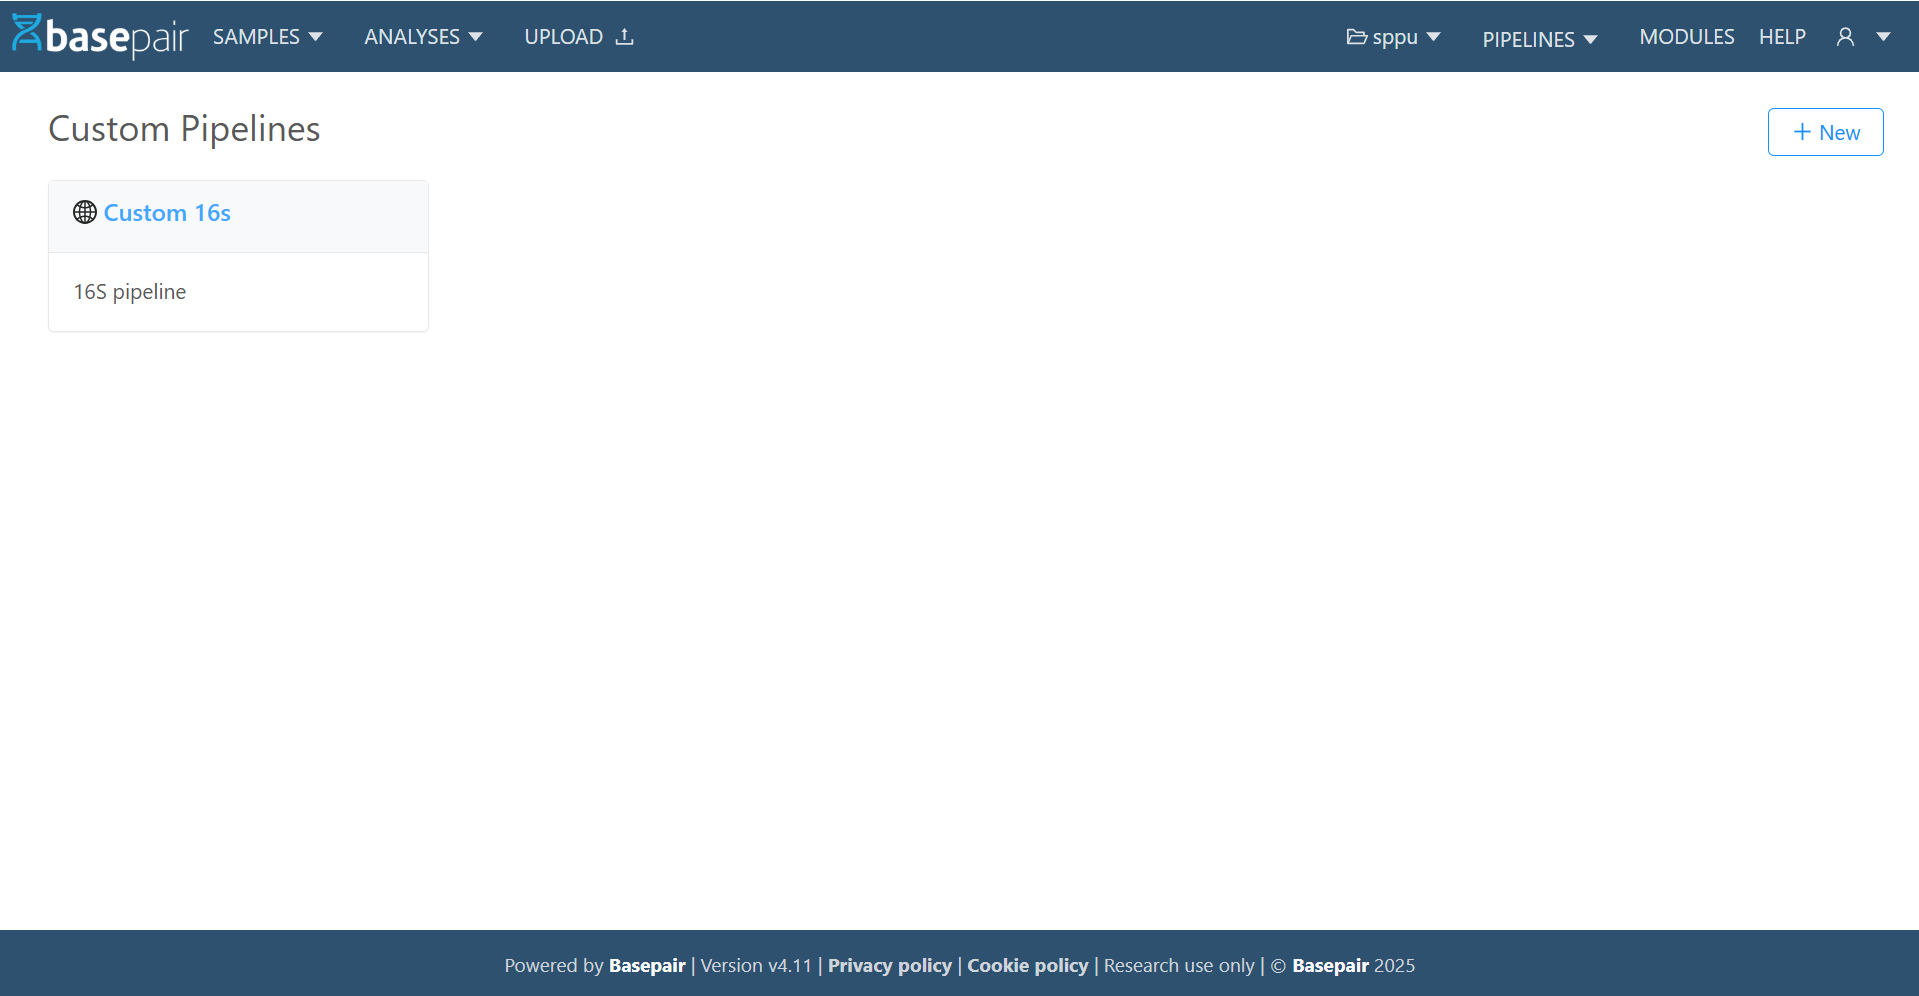 basepair SAMPLES ANALYSES UPLOAD sppu PIPELINES MODULES HELP
Custom Pipelines
New
Custom 16s
16S pipeline
Powered by Basepair | Version v4.11 | Privacy policy | Cookie policy | Research use only | © Basepair 2025